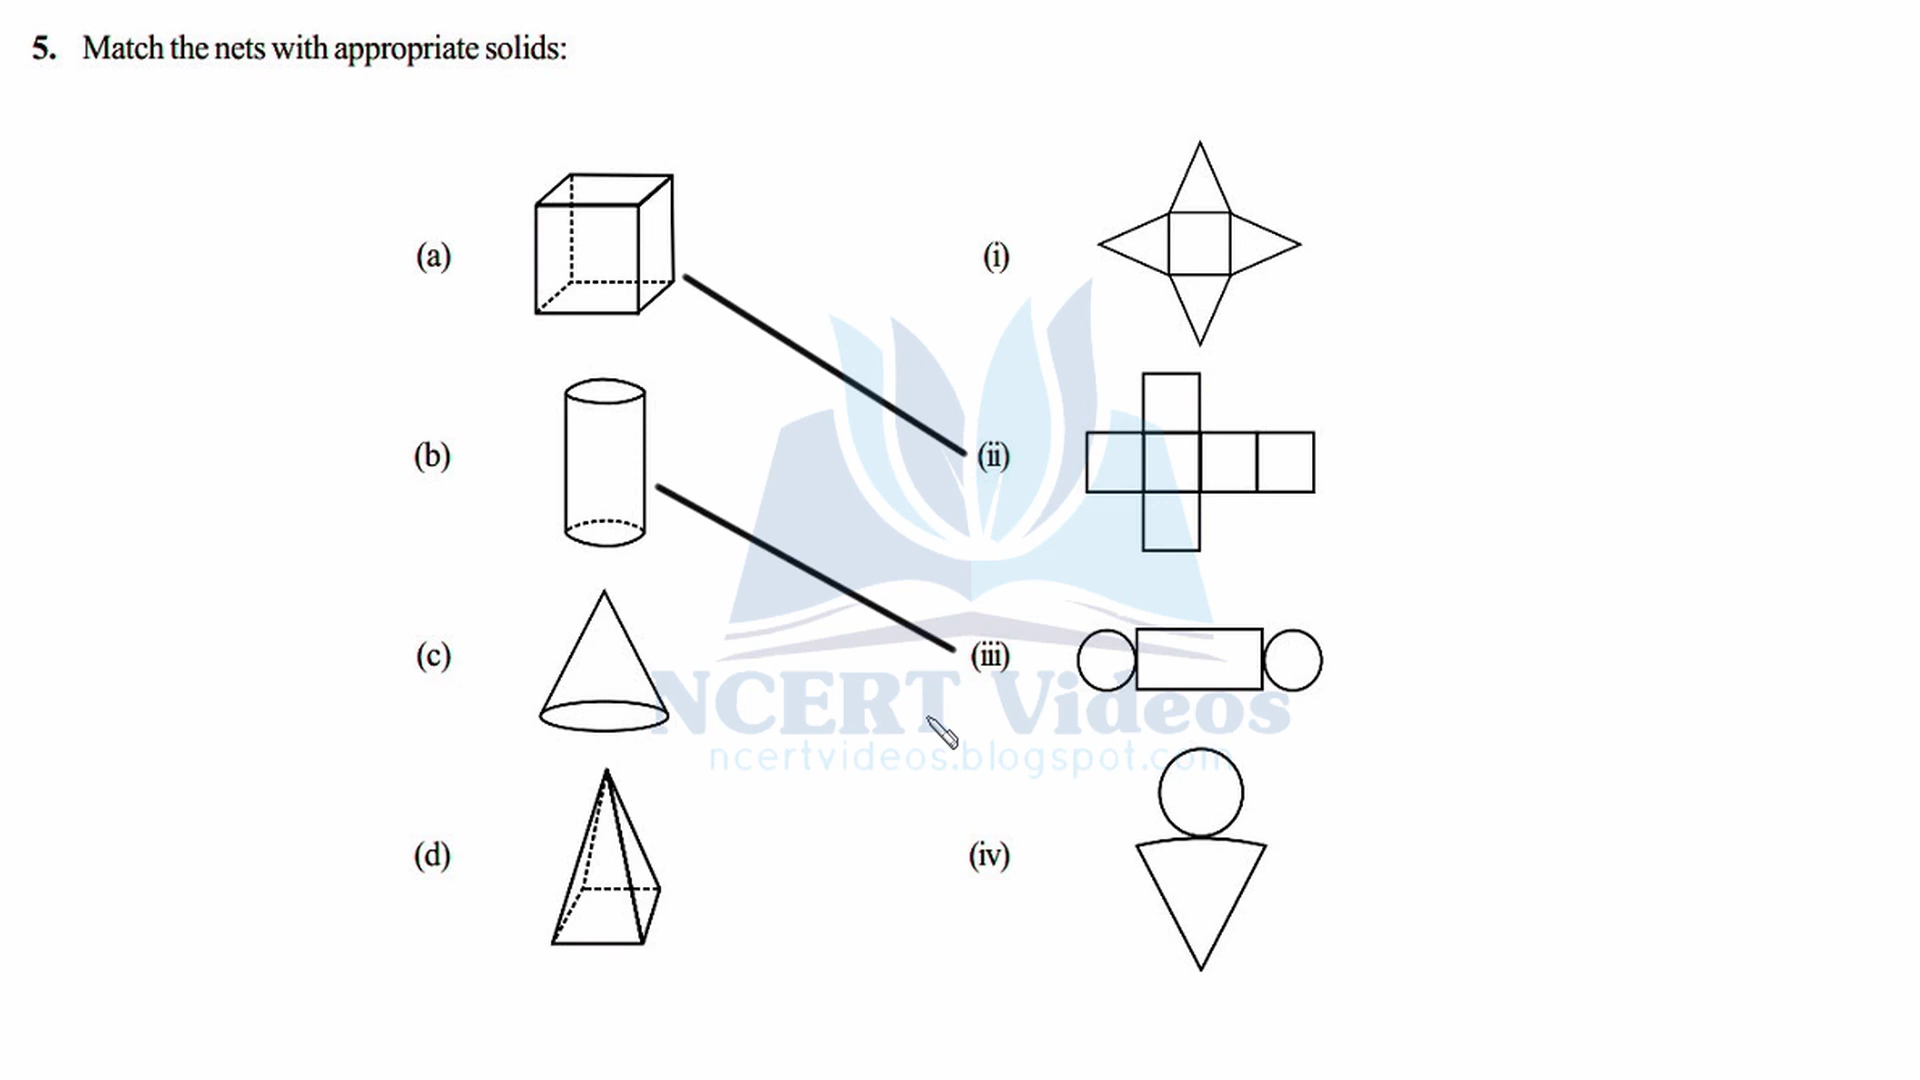 5. Match the nets with appropriate solids:
(a)
(i)
(b)
(ii)
(c)
(iii)
NCERT Videos
ncertvideos.blogspot.com
(d)
(iv)